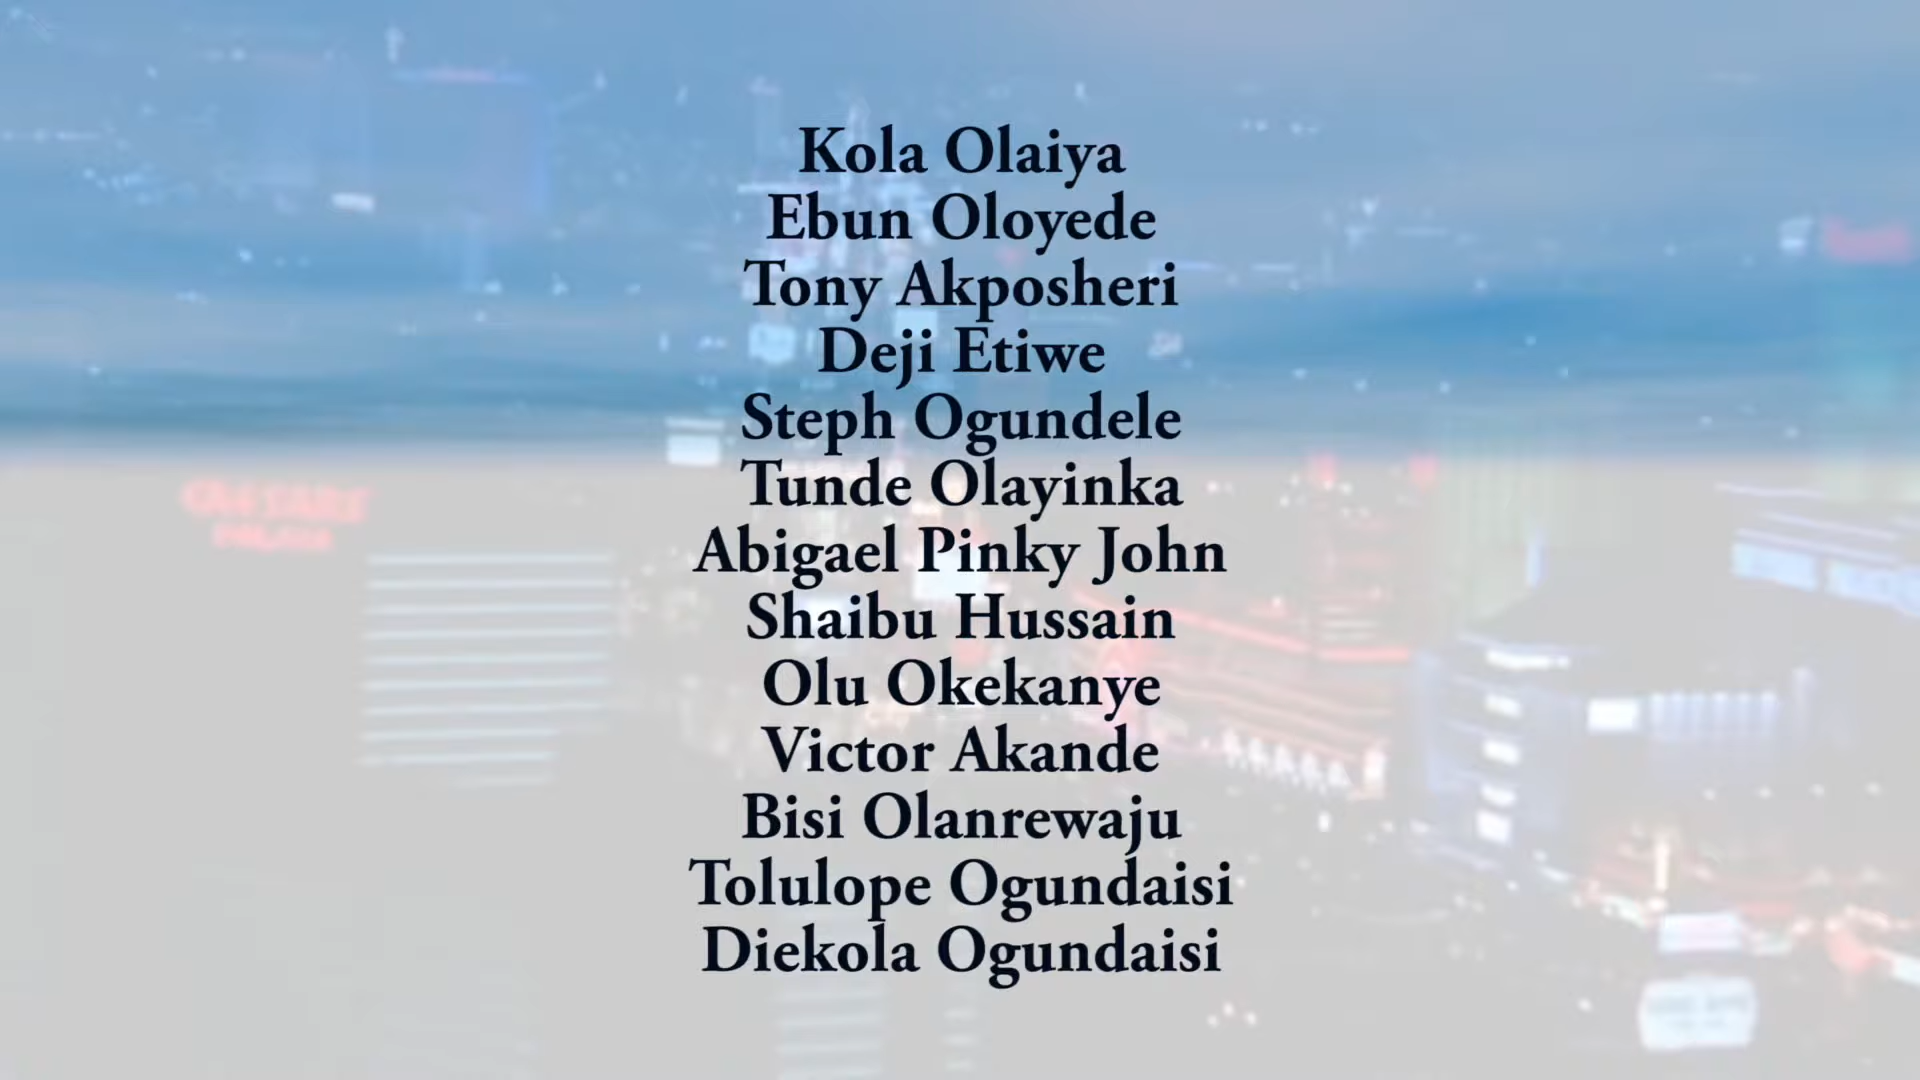 Kola Olaiya
Ebun Oloyede
Tony Akposheri
Deji Etiwe
Steph Ogundele
Tunde Olayinka
Abigael Pinky John
Shaibu Hussain
Olu Okekanye
Victor Akande
Bisi Olanrewaju
Tolulope Ogundaisi
Diekola Ogundaisi